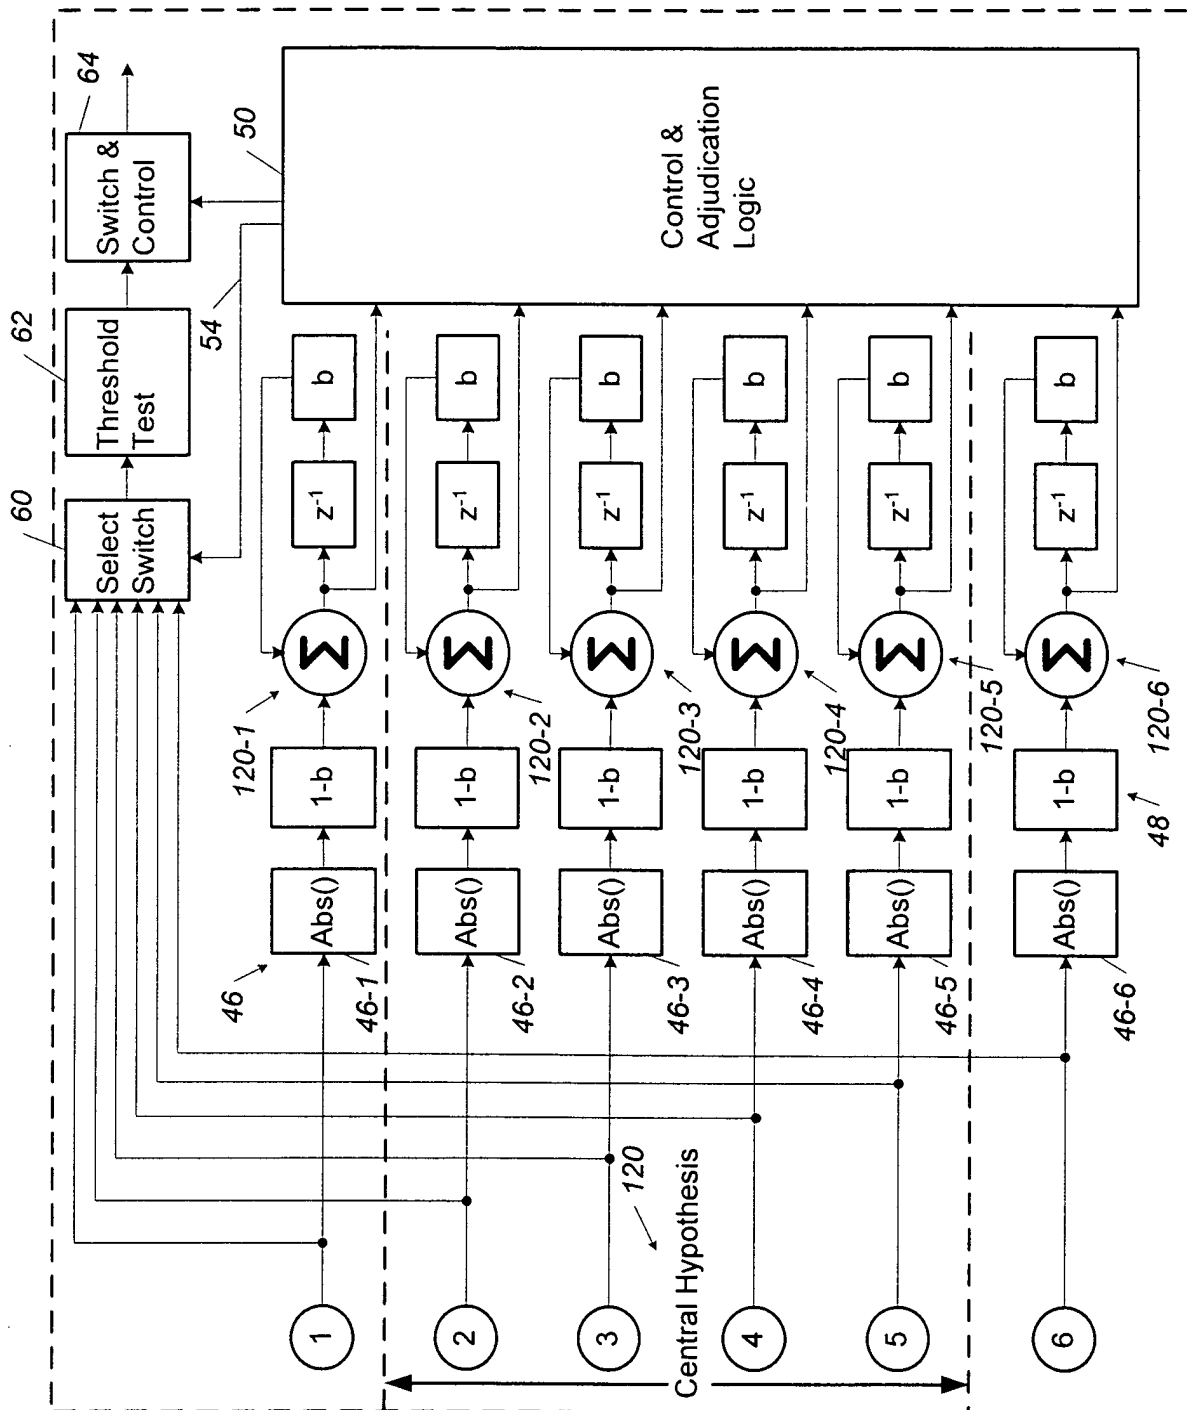 64
Switch &
Control
62
Threshold
Test
60
Select
Switch
54
50
Control &
Adjudication
Logic
46
46-1
Abs()
1-b
120-1
Σ
z⁻¹
b
1
46-2
Abs()
1-b
120-2
Σ
z⁻¹
b
2
46-3
Abs()
1-b
120-3
Σ
z⁻¹
b
3
120
Central Hypothesis
46-4
Abs()
1-b
120-4
Σ
z⁻¹
b
4
46-5
Abs()
1-b
120-5
Σ
z⁻¹
b
5
46-6
Abs()
1-b
48
120-6
Σ
z⁻¹
b
6